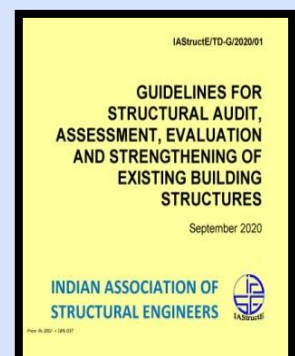 IAStructE/TD-G/2020/01
GUIDELINES FOR
STRUCTURAL AUDIT,
ASSESSMENT, EVALUATION
AND STRENGTHENING OF
EXISTING BUILDING
STRUCTURES
September 2020
INDIAN ASSOCIATION OF
STRUCTURAL ENGINEERS
IAStructE